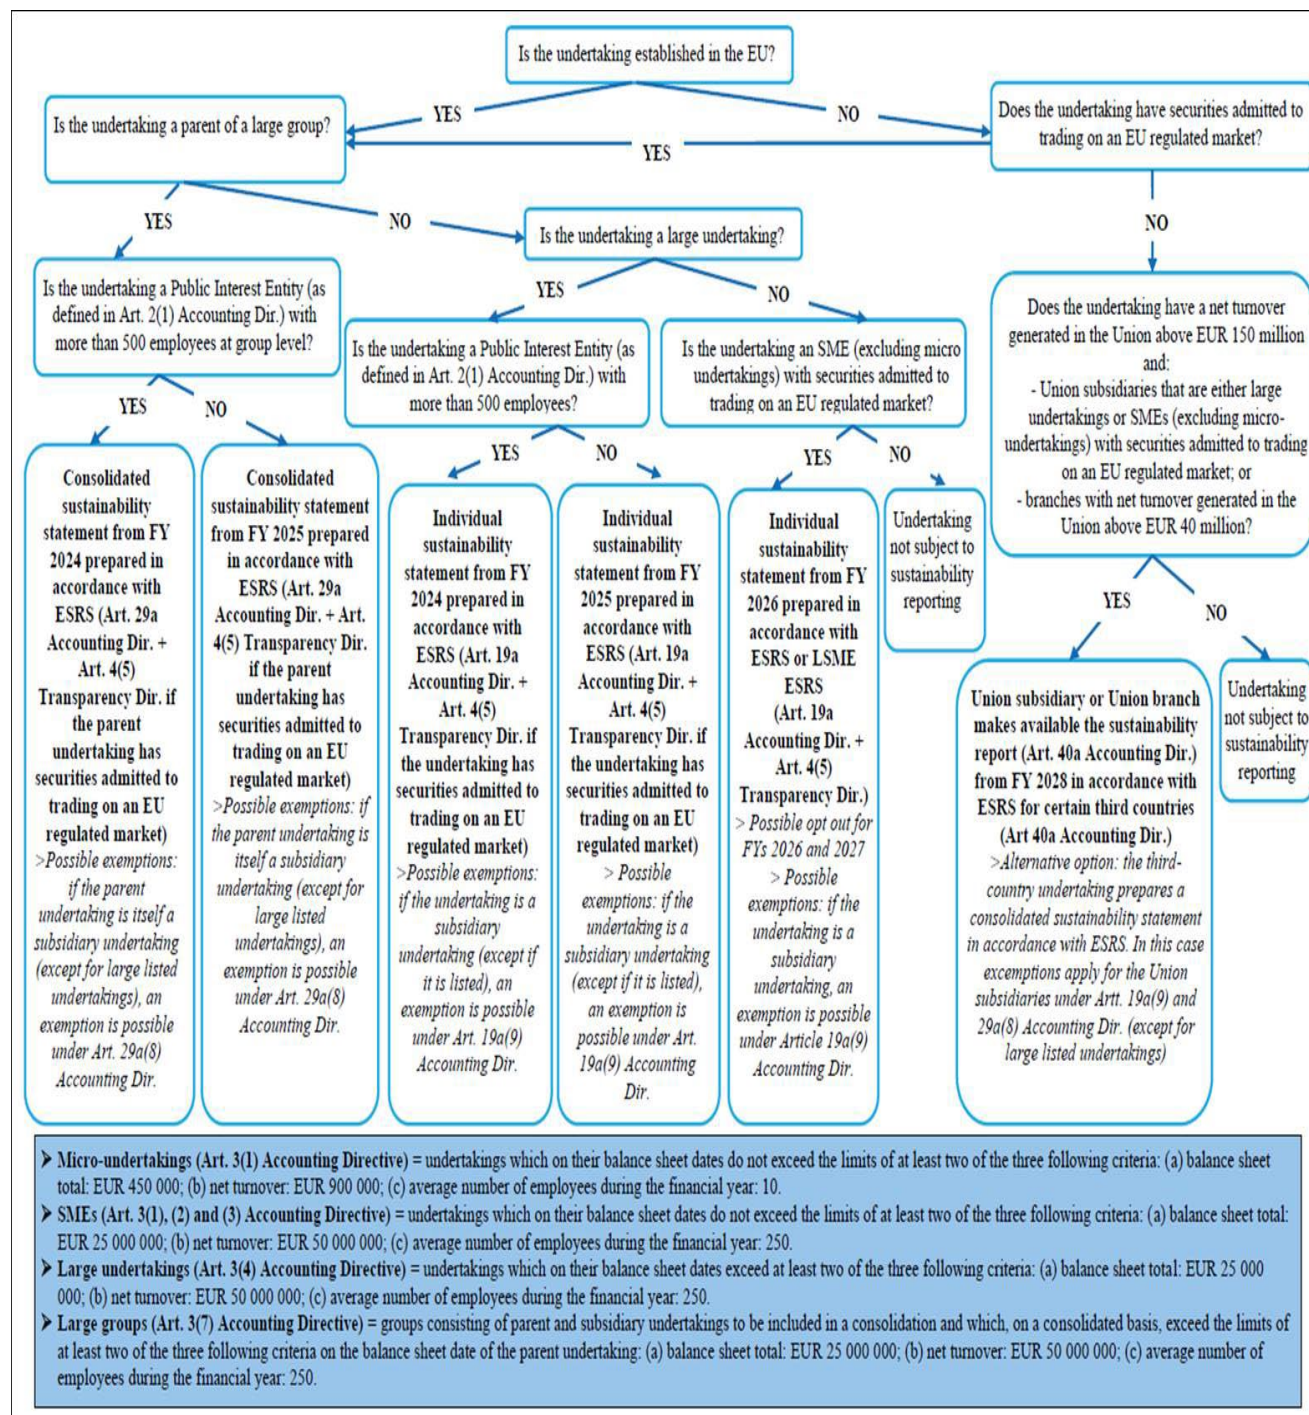 Is the undertaking established in the EU?
YES
NO
Is the undertaking a parent of a large group?
Does the undertaking have securities admitted to
trading on an EU regulated market?
YES
YES
NO
NO
Is the undertaking a large undertaking?
Is the undertaking a Public Interest Entity (as
defined in Art. 2(1) Accounting Dir.) with
more than 500 employees at group level?
YES
NO
Does the undertaking have a net turnover
generated in the Union above EUR 150 million
and:
- Union subsidiaries that are either large
undertakings or SMEs (excluding micro-
undertakings) with securities admitted to trading
on an EU regulated market; or
- branches with net turnover generated in the
Union above EUR 40 million?
Is the undertaking a Public Interest Entity (as
defined in Art. 2(1) Accounting Dir.) with
more than 500 employees?
Is the undertaking an SME (excluding micro
undertakings) with securities admitted to
trading on an EU regulated market?
YES
NO
YES
NO
YES
NO
YES
NO
Consolidated
sustainability
statement from FY
2024 prepared in
accordance with
ESRS (Art. 29a
Accounting Dir. +
Art. 4(5)
Transparency Dir. if
the parent
undertaking has
securities admitted to
trading on an EU
regulated market)
>Possible exemptions:
if the parent
undertaking is itself a
subsidiary undertaking
(except for large listed
undertakings), an
exemption is possible
under Art. 29a(8)
Accounting Dir.
Consolidated
sustainability statement
from FY 2025 prepared
in accordance with
ESRS (Art. 29a
Accounting Dir. + Art.
4(5) Transparency Dir.
if the parent
undertaking has
securities admitted to
trading on an EU
regulated market)
>Possible exemptions: if
the parent undertaking is
itself a subsidiary
undertaking (except for
large listed
undertakings), an
exemption is possible
under Art. 29a(8)
Accounting Dir.
Individual
sustainability
statement from FY
2024 prepared in
accordance with
ESRS (Art. 19a
Accounting Dir. +
Art. 4(5)
Transparency Dir. if
the undertaking has
securities admitted to
trading on an EU
regulated market)
>Possible exemptions:
if the undertaking is a
subsidiary
undertaking (except if
it is listed), an
exemption is possible
under Art. 19a(9)
Accounting Dir.
Individual
sustainability
statement from FY
2025 prepared in
accordance with
ESRS (Art. 19a
Accounting Dir. +
Art. 4(5)
Transparency Dir. if
the undertaking has
securities admitted to
trading on an EU
regulated market)
> Possible
exemptions: if the
undertaking is a
subsidiary undertaking
(except if it is listed),
an exemption is
possible under Art.
19a(9) Accounting
Dir.
Individual
sustainability
statement from FY
2026 prepared in
accordance with
ESRS or LSME
ESRS
(Art. 19a
Accounting Dir. +
Art. 4(5)
Transparency Dir.)
> Possible opt out for
FYs 2026 and 2027
> Possible
exemptions: if the
undertaking is a
subsidiary
undertaking, an
exemption is possible
under Article 19a(9)
Accounting Dir.
Undertaking
not subject to
sustainability
reporting
Union subsidiary or Union branch
makes available the sustainability
report (Art. 40a Accounting Dir.)
from FY 2028 in accordance with
ESRS for certain third countries
(Art 40a Accounting Dir.)
>Alternative option: the third-
country undertaking prepares a
consolidated sustainability statement
in accordance with ESRS. In this case
excemptions apply for the Union
subsidiaries under Artt. 19a(9) and
29a(8) Accounting Dir. (except for
large listed undertakings)
Undertaking
not subject to
sustainability
reporting
➤ Micro-undertakings (Art. 3(1) Accounting Directive) = undertakings which on their balance sheet dates do not exceed the limits of at least two of the three following criteria: (a) balance sheet
total: EUR 450 000; (b) net turnover: EUR 900 000; (c) average number of employees during the financial year: 10.
➤ SMEs (Art. 3(1), (2) and (3) Accounting Directive) = undertakings which on their balance sheet dates do not exceed the limits of at least two of the three following criteria: (a) balance sheet total:
EUR 25 000 000; (b) net turnover: EUR 50 000 000; (c) average number of employees during the financial year: 250.
➤ Large undertakings (Art. 3(4) Accounting Directive) = undertakings which on their balance sheet dates exceed at least two of the three following criteria: (a) balance sheet total: EUR 25 000
000; (b) net turnover: EUR 50 000 000; (c) average number of employees during the financial year: 250.
➤ Large groups (Art. 3(7) Accounting Directive) = groups consisting of parent and subsidiary undertakings to be included in a consolidation and which, on a consolidated basis, exceed the limits of
at least two of the three following criteria on the balance sheet date of the parent undertaking: (a) balance sheet total: EUR 25 000 000; (b) net turnover: EUR 50 000 000; (c) average number of
employees during the financial year: 250.